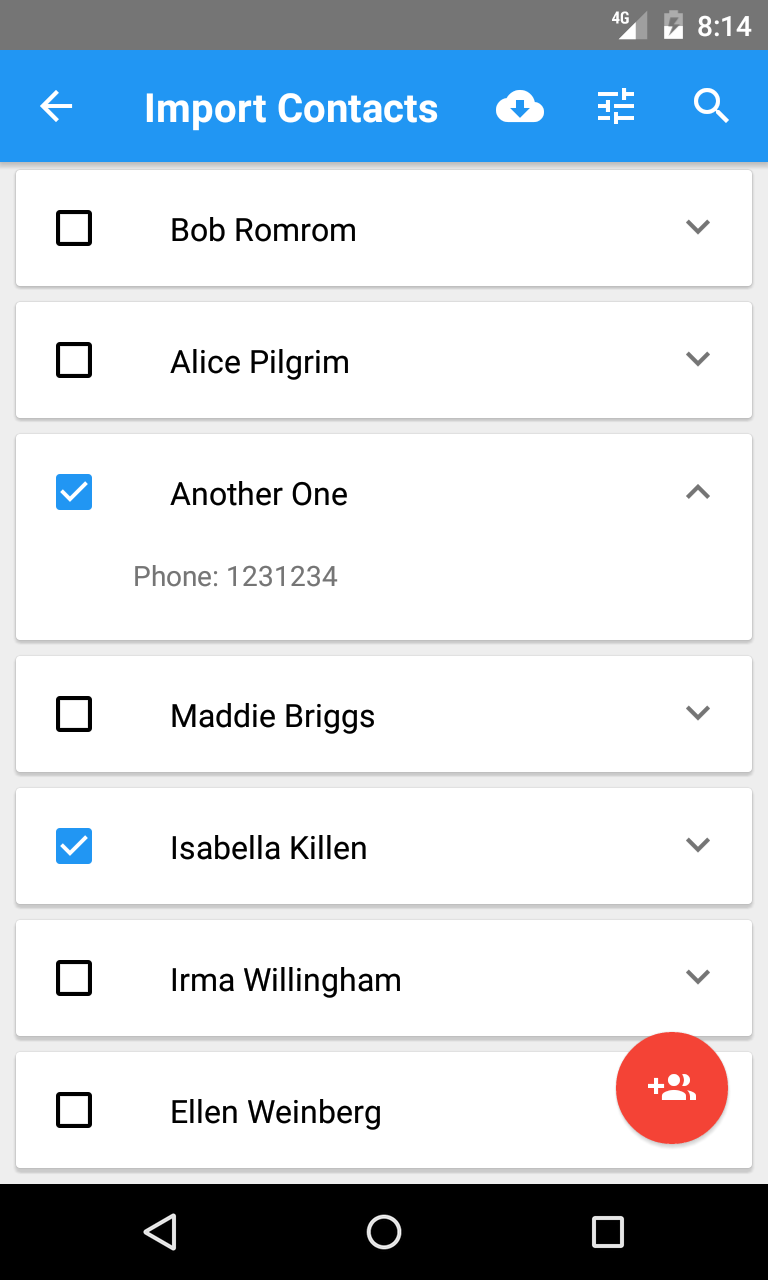 4G 8:14
Import Contacts
Bob Romrom
Alice Pilgrim
Another One
Phone: 1231234
Maddie Briggs
Isabella Killen
Irma Willingham
Ellen Weinberg